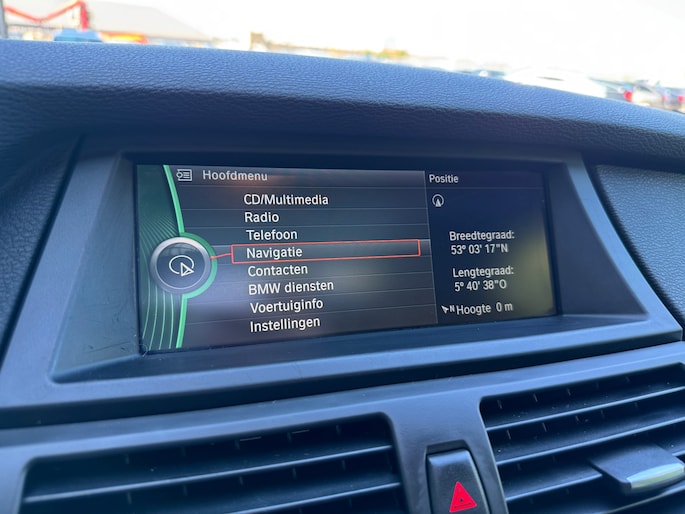 Hoofdmenu
CD/Multimedia
Radio
Telefoon
Navigatie
Contacten
BMW diensten
Voertuiginfo
Instellingen
Positie
Breedtegraad:
53° 03' 17"N
Lengtegraad:
5° 40' 38"O
N Hoogte 0 m